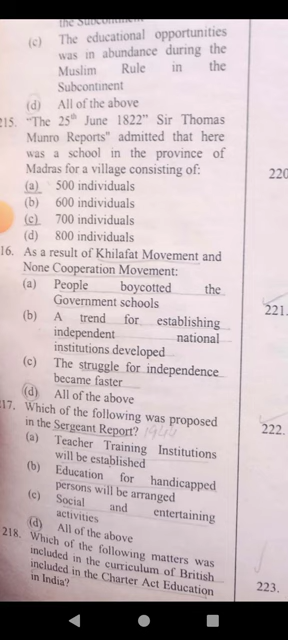 the Subcontinent
(c) The educational opportunities
was in abundance during the
Muslim Rule in the
Subcontinent
(d) All of the above
215. "The 25th June 1822" Sir Thomas
Munro Reports" admitted that here
was a school in the province of
Madras for a village consisting of:
(a) 500 individuals
(b) 600 individuals
(c) 700 individuals
(d) 800 individuals
16. As a result of Khilafat Movement and
None Cooperation Movement:
(a) People boycotted the
Government schools
(b) A trend for establishing
independent national
institutions developed
(c) The struggle for independence
became faster
(d) All of the above
17. Which of the following was proposed
in the Sergeant Report? 1944
(a) Teacher Training Institutions
will be established
(b) Education for handicapped
persons will be arranged
(c) Social and entertaining
activities
(d) All of the above
218. Which of the following matters was
included in the curriculum of British
included in the Charter Act Education
in India?
220
221.
222.
223.